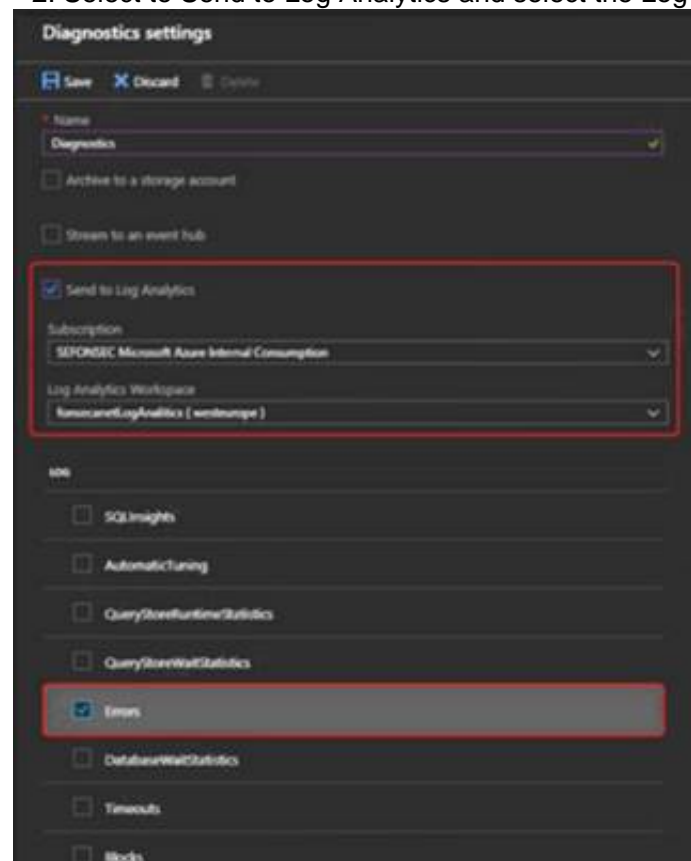 2. Select to Send to Log Analytics and select the Log
Diagnostics settings
Save Discard Delete
* Name
Diagnostics
Archive to a storage account
Stream to an event hub
Send to Log Analytics
Subscription
SEFONSEC Microsoft Azure Internal Consumption
Log Analytics Workspace
fonsecanetLogAnalitics ( westeurope )
LOG
SQLInsights
AutomaticTuning
QueryStoreRuntimeStatistics
QueryStoreWaitStatistics
Errors
DatabaseWaitStatistics
Timeouts
Blocks